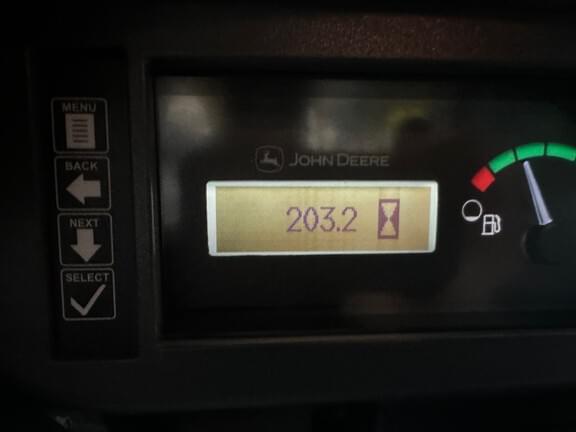 MENU
BACK
NEXT
SELECT
JOHN DEERE
203.2